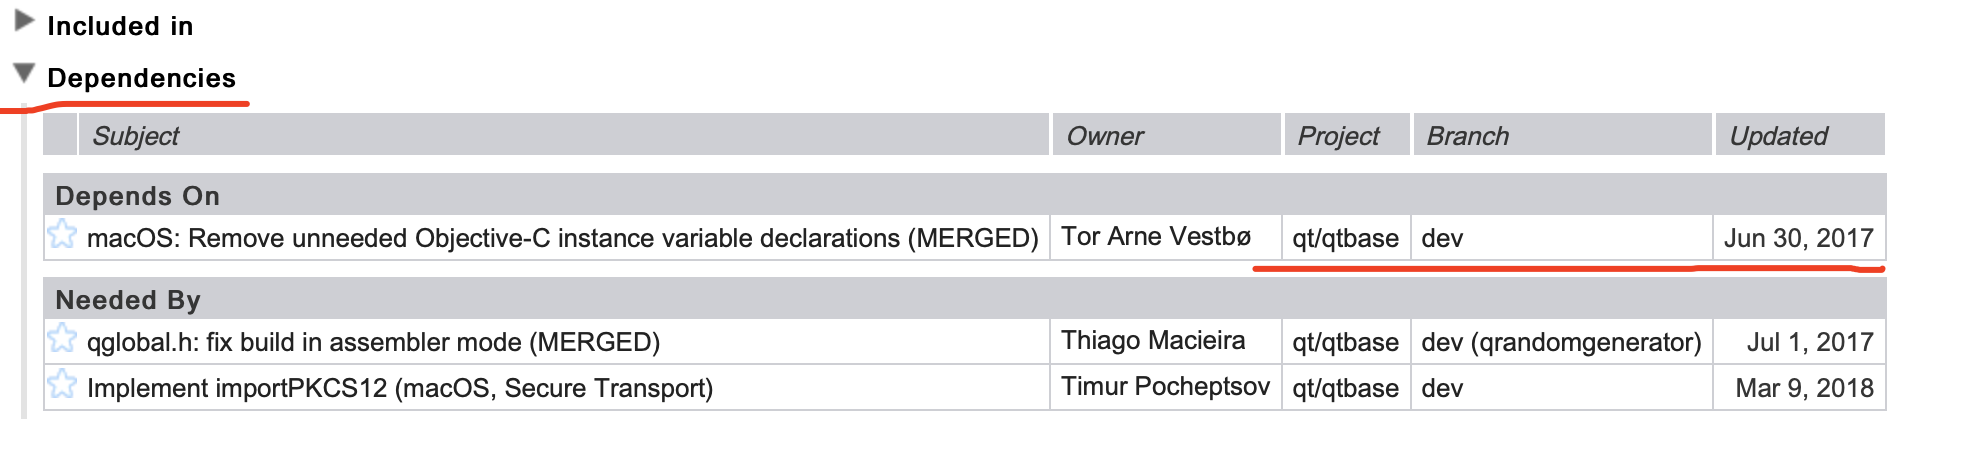 Included in
Dependencies
Subject Owner Project Branch Updated
Depends On
macOS: Remove unneeded Objective-C instance variable declarations (MERGED) Tor Arne Vestbø qt/qtbase dev Jun 30, 2017
Needed By
qglobal.h: fix build in assembler mode (MERGED) Thiago Macieira qt/qtbase dev (qrandomgenerator) Jul 1, 2017
Implement importPKCS12 (macOS, Secure Transport) Timur Pocheptsov qt/qtbase dev Mar 9, 2018